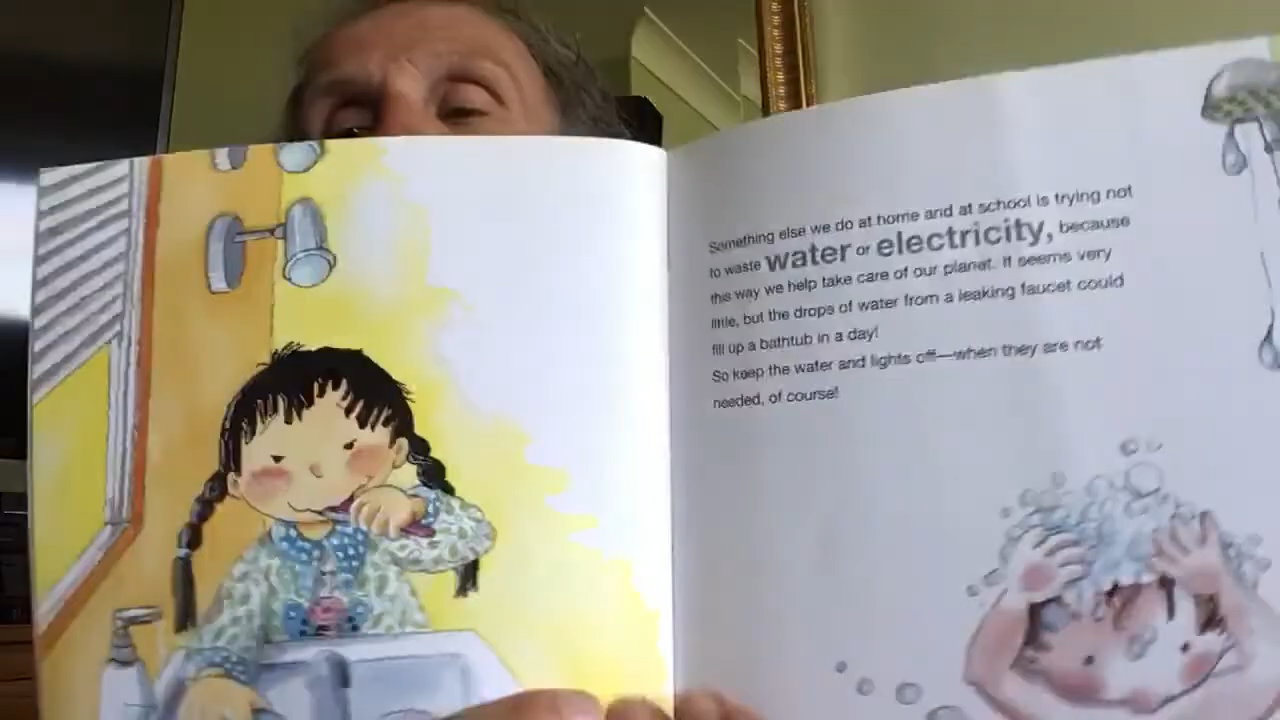 Something else we do at home and at school is trying not
to waste water or electricity, because
this way we help take care of our planet. It seems very
little, but the drops of water from a leaking faucet could
fill up a bathtub in a day!
So keep the water and lights off—when they are not
needed, of course!